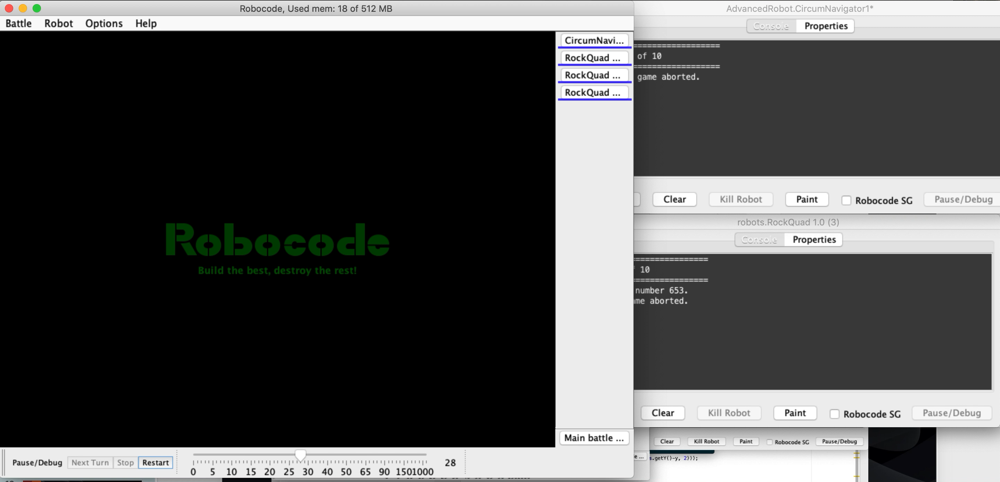 Robocode, Used mem: 18 of 512 MB
Battle Robot Options Help
CircumNavi...
RockQuad ...
RockQuad ...
RockQuad ...
Robocode
Build the best, destroy the rest!
Main battle ...
Pause/Debug Next Turn Stop Restart
0 5 10 15 20 25 30 40 50 65 90 150 1000
28
AdvancedRobot.CircumNavigator1*
Console Properties
==================
of 10
==================
game aborted.
Clear Kill Robot Paint Robocode SG Pause/Debug
robots.RockQuad 1.0 (3)
Console Properties
================
10
================
number 653.
aborted.
Clear Kill Robot Paint Robocode SG Pause/Debug
Clear Kill Robot Paint Robocode SG Pause/Debug
e ...
s.getY()-y, 2)));